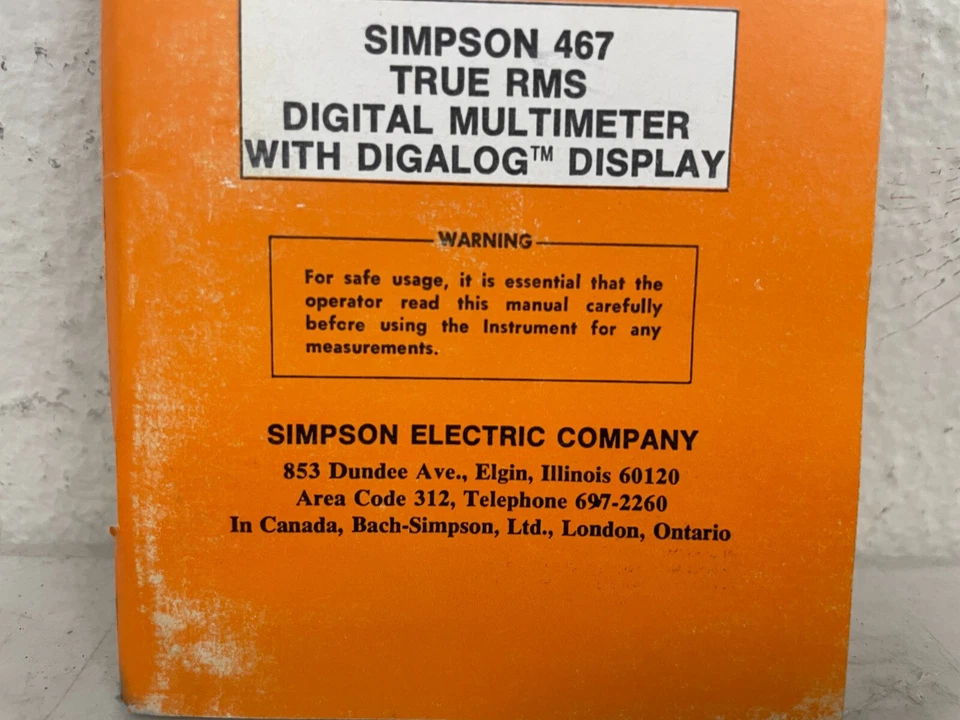 SIMPSON 467
TRUE RMS
DIGITAL MULTIMETER
WITH DIGALOG™ DISPLAY
WARNING
For safe usage, it is essential that the
operator read this manual carefully
before using the Instrument for any
measurements.
SIMPSON ELECTRIC COMPANY
853 Dundee Ave., Elgin, Illinois 60120
Area Code 312, Telephone 697-2260
In Canada, Bach-Simpson, Ltd., London, Ontario